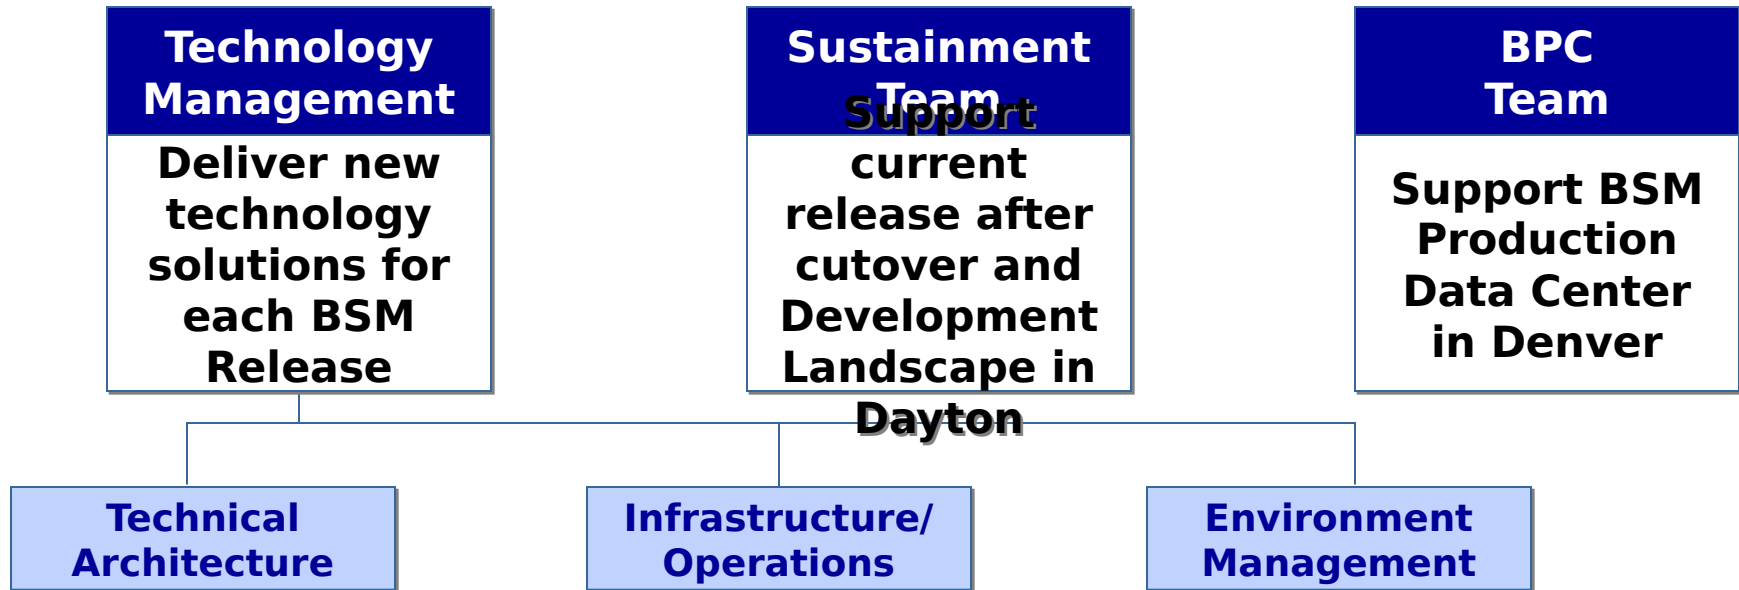 Technology
Management
Deliver new
technology
solutions for
each BSM
Release
Sustainment
Team
Support
current
release after
cutover and
Development
Landscape in
Dayton
BPC
Team
Support BSM
Production
Data Center
in Denver
Technical
Architecture
Infrastructure/
Operations
Environment
Management